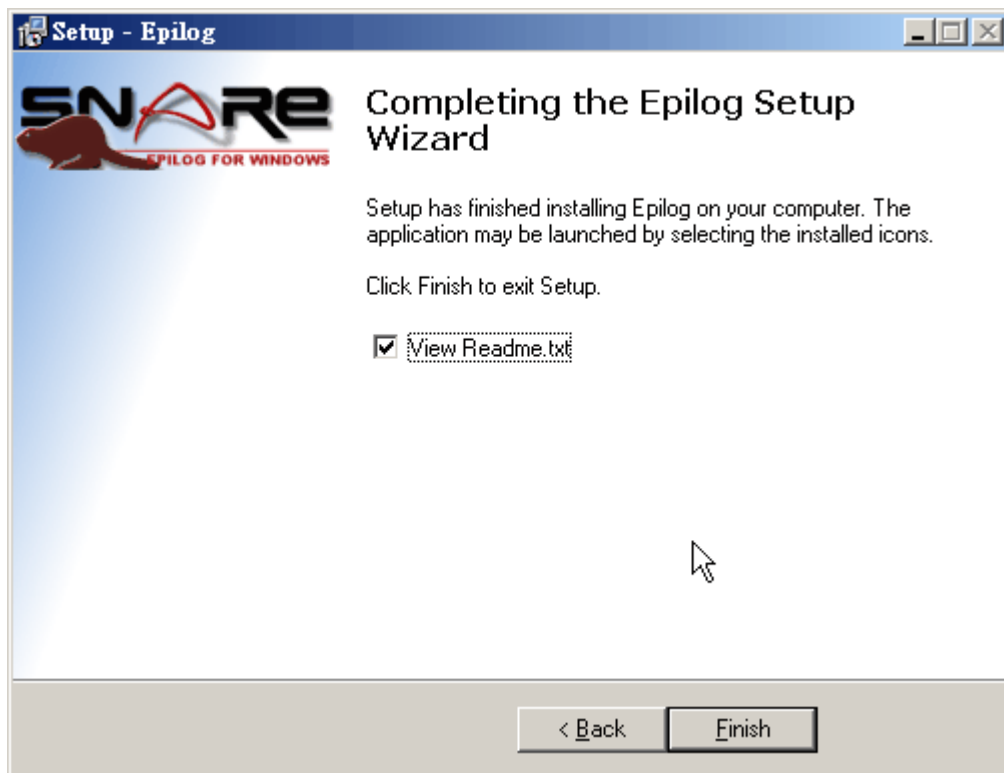 Setup - Epilog
SNARE
EPILOG FOR WINDOWS
Completing the Epilog Setup
Wizard
Setup has finished installing Epilog on your computer. The
application may be launched by selecting the installed icons.
Click Finish to exit Setup.
View Readme.txt
< Back
Finish